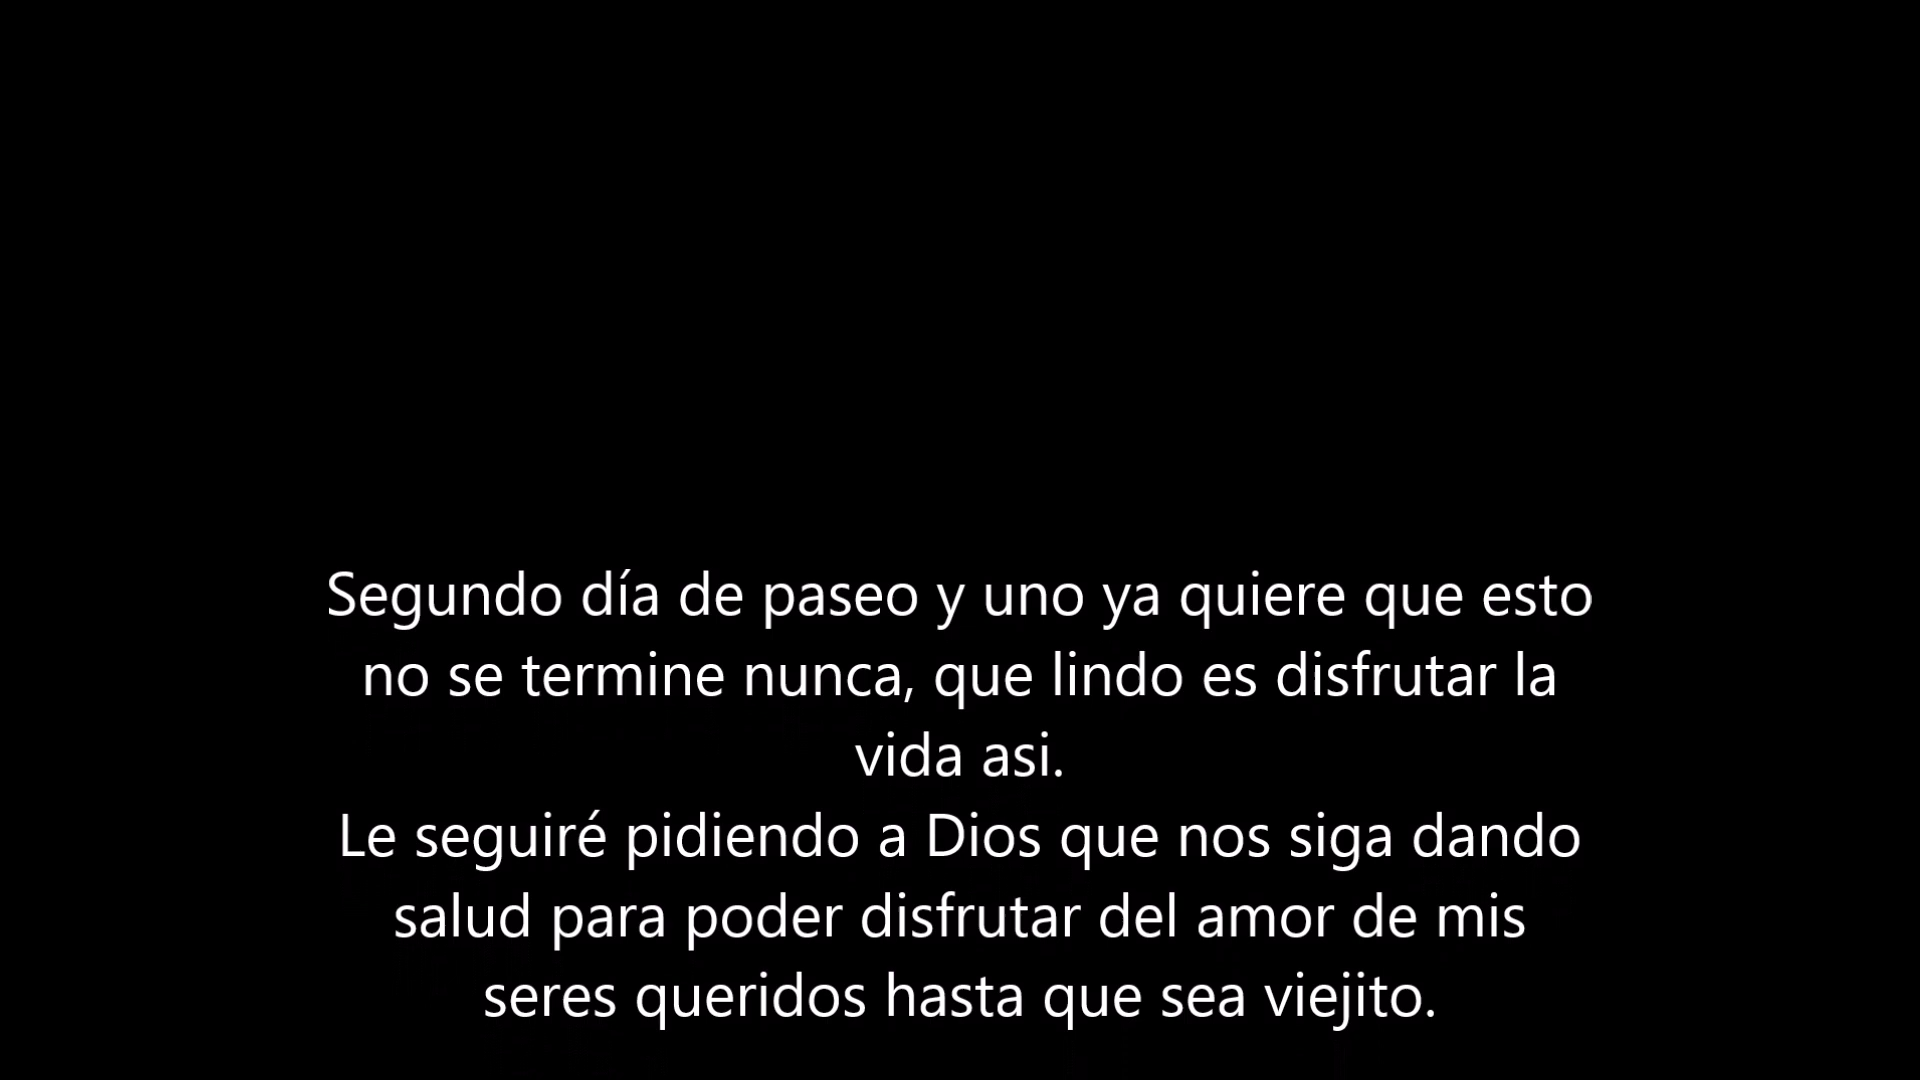 Segundo día de paseo y uno ya quiere que esto
no se termine nunca, que lindo es disfrutar la
vida asi.
Le seguiré pidiendo a Dios que nos siga dando
salud para poder disfrutar del amor de mis
seres queridos hasta que sea viejito.